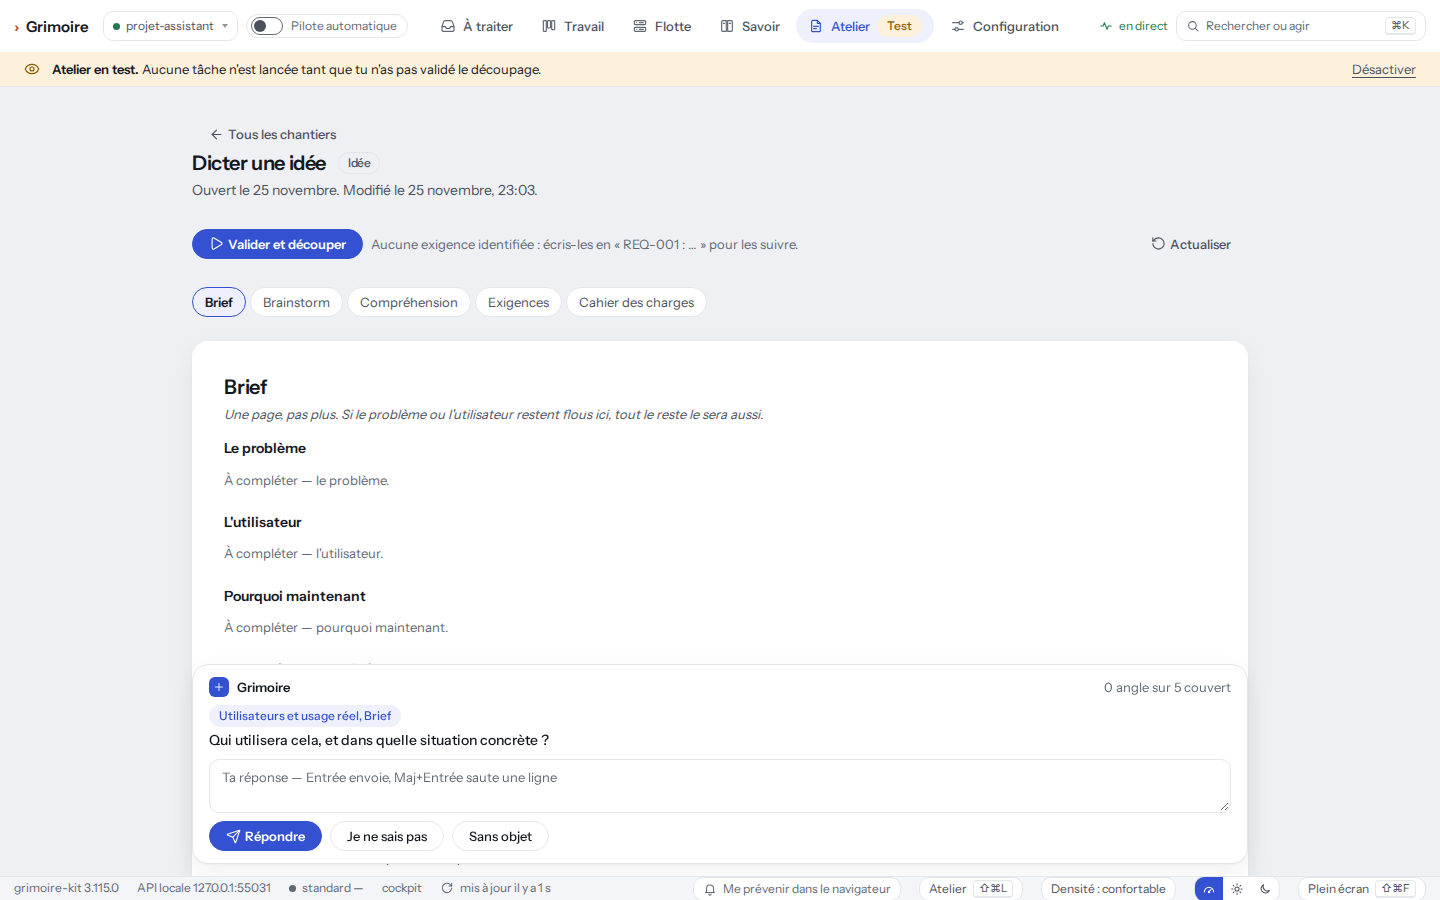 › Grimoire
projet-assistant
Pilote automatique
À traiter
Travail
Flotte
Savoir
Atelier Test
Configuration
en direct
Rechercher ou agir ⌘K
Atelier en test. Aucune tâche n'est lancée tant que tu n'as pas validé le découpage.
Désactiver
← Tous les chantiers
Dicter une idée Idée
Ouvert le 25 novembre. Modifié le 25 novembre, 23:03.
Valider et découper
Aucune exigence identifiée : écris-les en « REQ-001 : … » pour les suivre.
Actualiser
Brief
Brainstorm
Compréhension
Exigences
Cahier des charges
Brief
Une page, pas plus. Si le problème ou l'utilisateur restent flous ici, tout le reste le sera aussi.
Le problème
À compléter — le problème.
L'utilisateur
À compléter — l'utilisateur.
Pourquoi maintenant
À compléter — pourquoi maintenant.
Grimoire
0 angle sur 5 couvert
Utilisateurs et usage réel, Brief
Qui utilisera cela, et dans quelle situation concrète ?
Ta réponse — Entrée envoie, Maj+Entrée saute une ligne
Répondre
Je ne sais pas
Sans objet
grimoire-kit 3.115.0
API locale 127.0.0.1:55031
standard —
cockpit
mis à jour il y a 1 s
Me prévenir dans le navigateur
Atelier ⇧⌘L
Densité : confortable
Plein écran ⇧⌘F